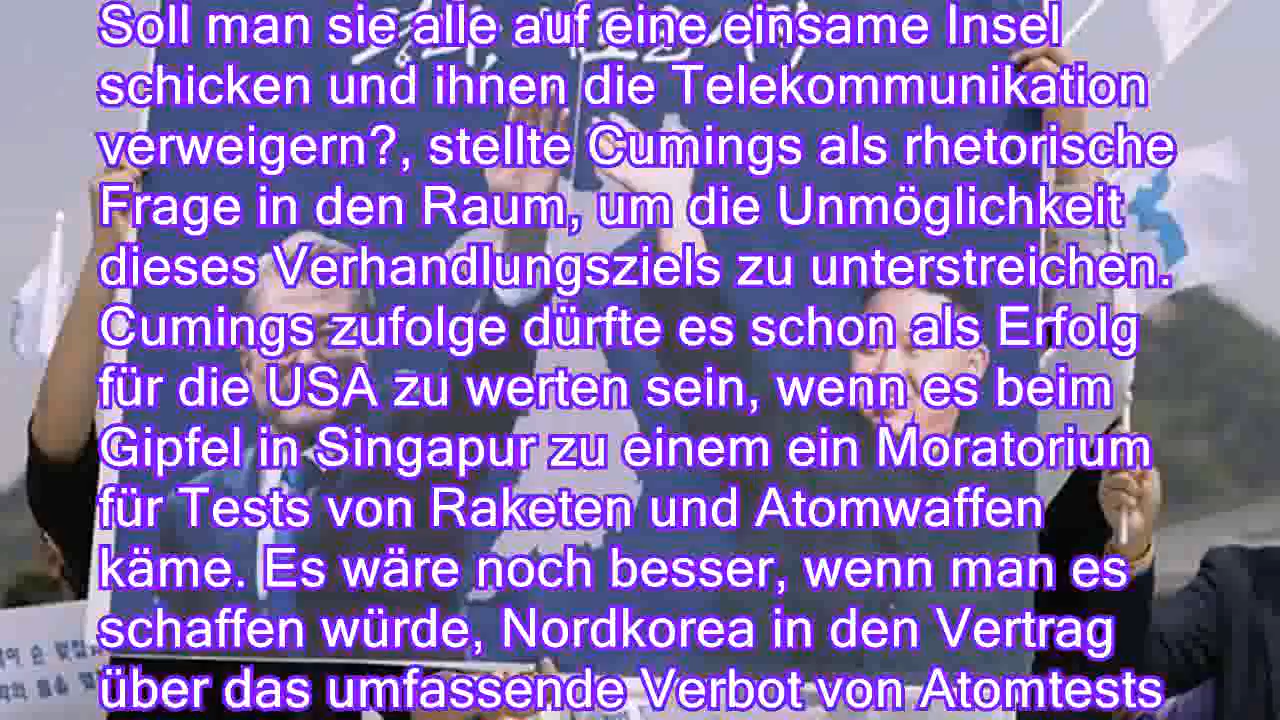 Soll man sie alle auf eine einsame Insel
schicken und ihnen die Telekommunikation
verweigern?, stellte Cumings als rhetorische
Frage in den Raum, um die Unmöglichkeit
dieses Verhandlungsziels zu unterstreichen.
Cumings zufolge dürfte es schon als Erfolg
für die USA zu werten sein, wenn es beim
Gipfel in Singapur zu einem ein Moratorium
für Tests von Raketen und Atomwaffen
käme. Es wäre noch besser, wenn man es
schaffen würde, Nordkorea in den Vertrag
über das umfassende Verbot von Atomtests